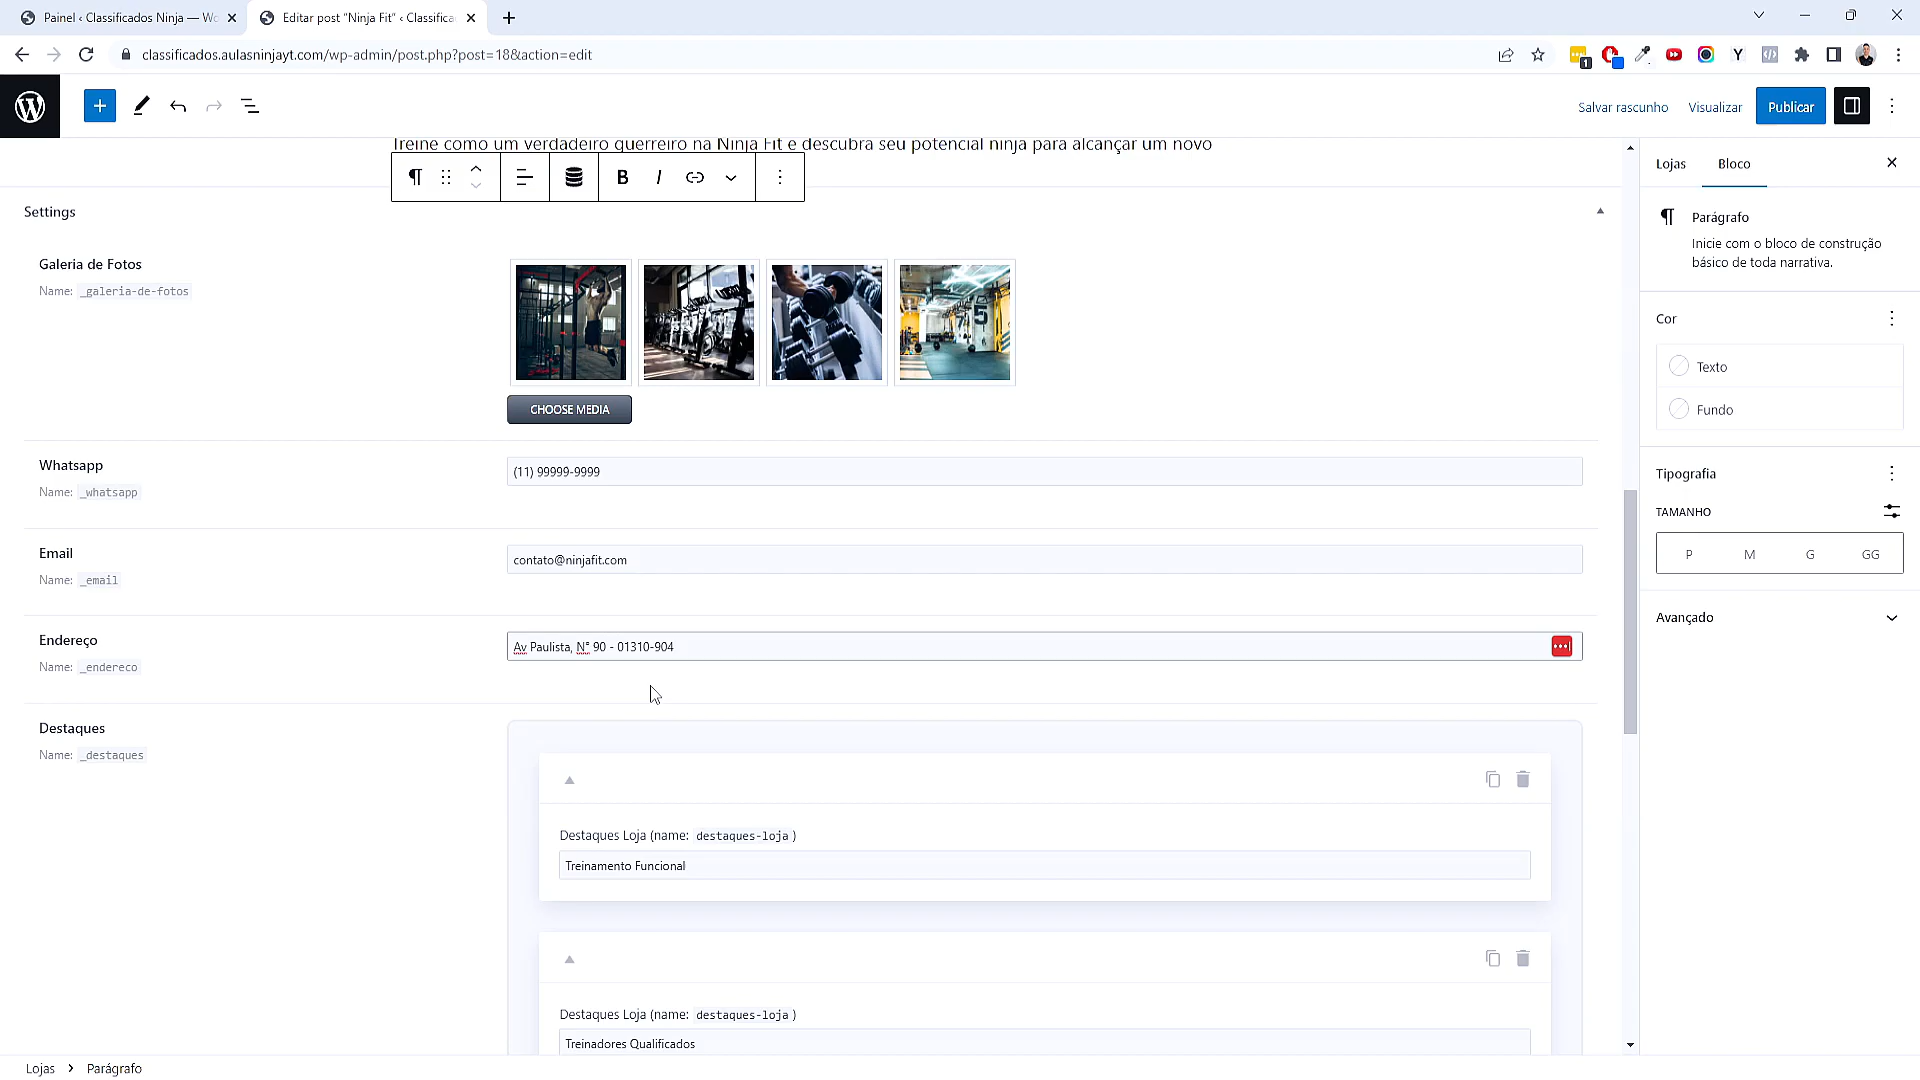 Painel ‹ Classificados Ninja — Wo
Editar post “Ninja Fit” ‹ Classifica
classificados.aulasninjayt.com/wp-admin/post.php?post=18&action=edit
1
Y
Salvar rascunho
Visualizar
Publicar
Treine como um verdadeiro guerreiro na Ninja Fit e descubra seu potencial ninja para alcançar um novo
B I
Lojas
Bloco
Parágrafo
Inicie com o bloco de construção
básico de toda narrativa.
Cor
Texto
Fundo
Tipografia
TAMANHO
P M G GG
Avançado
Settings
Galeria de Fotos
Name: _galeria-de-fotos
5
CHOOSE MEDIA
Whatsapp
Name: _whatsapp
(11) 99999-9999
Email
Name: _email
contato@ninjafit.com
Endereço
Name: _endereco
Av Paulista, N° 90 - 01310-904
Destaques
Name: _destaques
Destaques Loja (name: destaques-loja )
Treinamento Funcional
Destaques Loja (name: destaques-loja )
Treinadores Qualificados
Lojas › Parágrafo